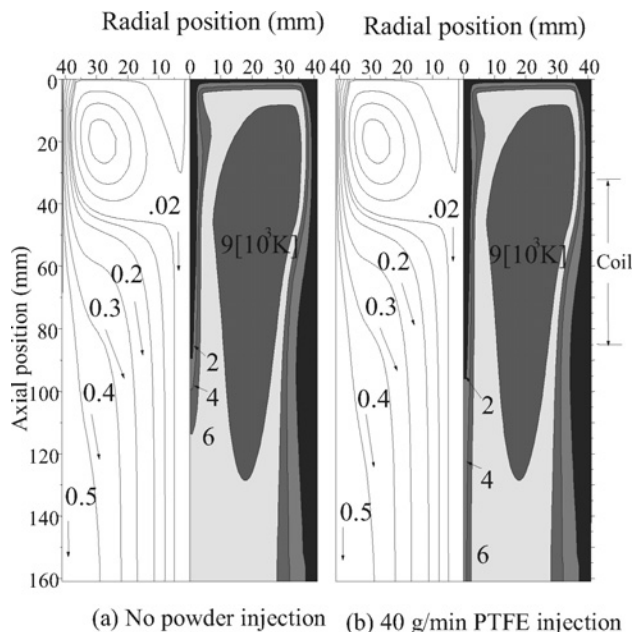 Radial position (mm)
Radial position (mm)
40 30 20 10 0 10 20 30 40
40 30 20 10 0 10 20 30 40
Axial position (mm)
0
20
40
60
80
100
120
140
160
.02
0.2
0.3
0.4
0.5
9[10³K]
2
4
6
.02
0.2
0.3
0.4
0.5
9[10³K]
2
4
6
Coil
(a) No powder injection
(b) 40 g/min PTFE injection